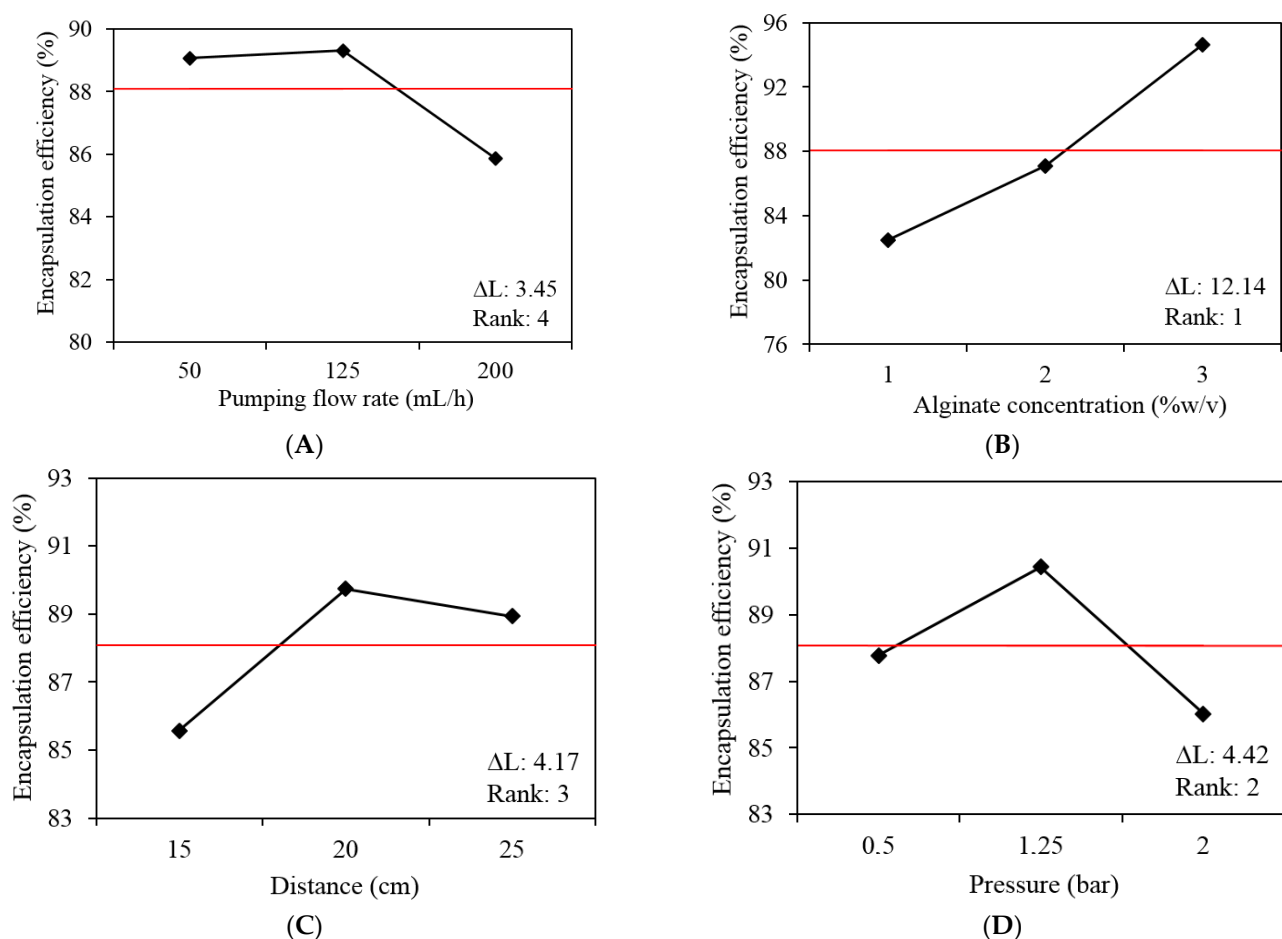 Encapsulation efficiency (%)
90
88
86
84
82
80
50 125 200
Pumping flow rate (mL/h)
ΔL: 3.45
Rank: 4
(A)
Encapsulation efficiency (%)
96
92
88
84
80
76
1 2 3
Alginate concentration (%w/v)
ΔL: 12.14
Rank: 1
(B)
Encapsulation efficiency (%)
93
91
89
87
85
83
15 20 25
Distance (cm)
ΔL: 4.17
Rank: 3
(C)
Encapsulation efficiency (%)
93
91
89
87
85
83
0.5 1.25 2
Pressure (bar)
ΔL: 4.42
Rank: 2
(D)